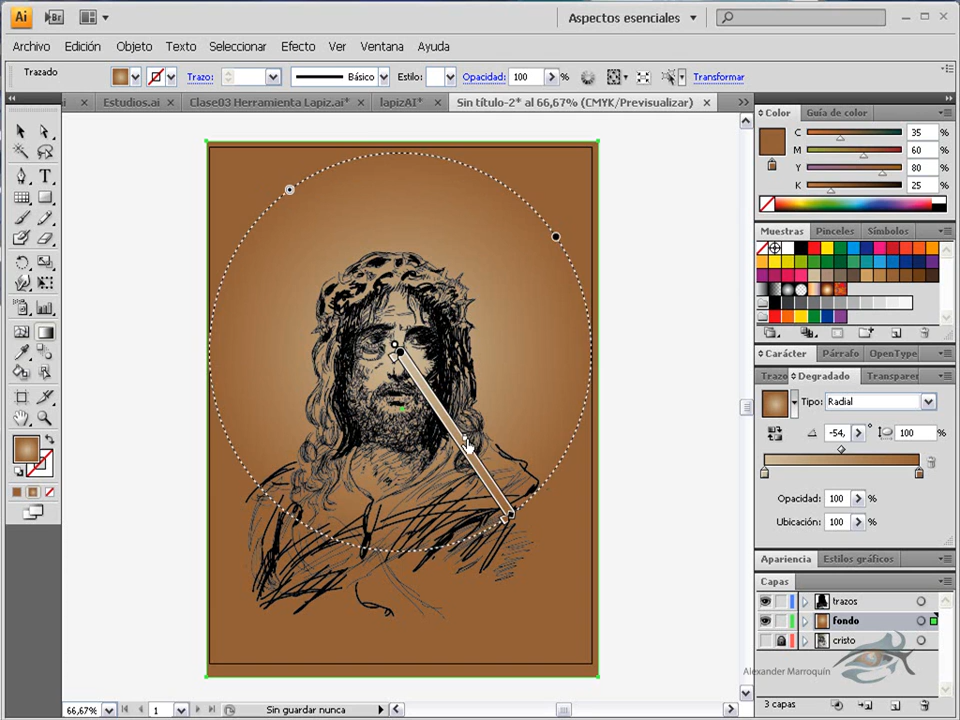 Ai Br Aspectos esenciales
Archivo Edición Objeto Texto Seleccionar Efecto Ver Ventana Ayuda
Trazado Trazo: Básico Estilo: Opacidad: 100 % Transformar
i Estudios.ai Clase03 Herramienta Lapiz.ai* lapizAI* Sin título-2* al 66,67% (CMYK/Previsualizar)
Color Guía de color
C 35 %
M 60 %
Y 80 %
K 25 %
Muestras Pinceles Símbolos
Carácter Párrafo OpenType
Trazo Degradado Transparen
Tipo: Radial
-54, ° 100 %
Opacidad: 100 %
Ubicación: 100 %
Apariencia Estilos gráficos
Capas
trazos
fondo
cristo
Alexander Marroquín
3 capas
66,67% 1 Sin guardar nunca